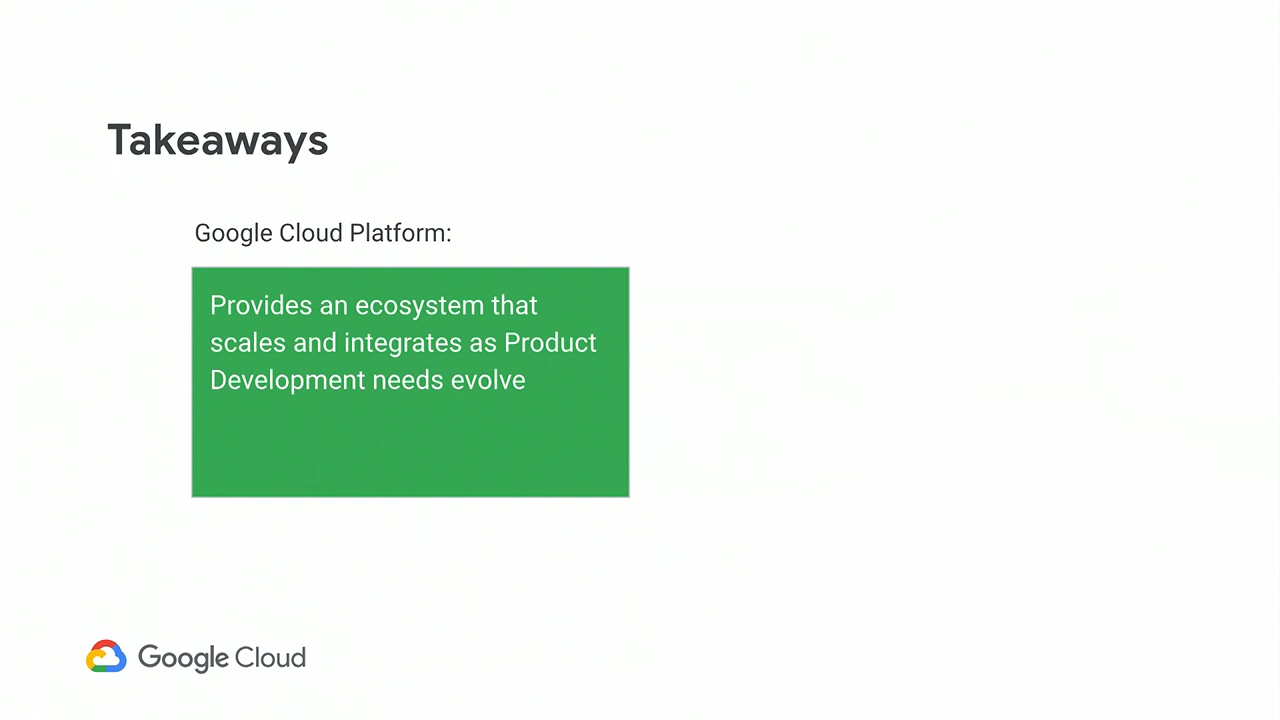 Takeaways
Google Cloud Platform:
Provides an ecosystem that
scales and integrates as Product
Development needs evolve
Google Cloud